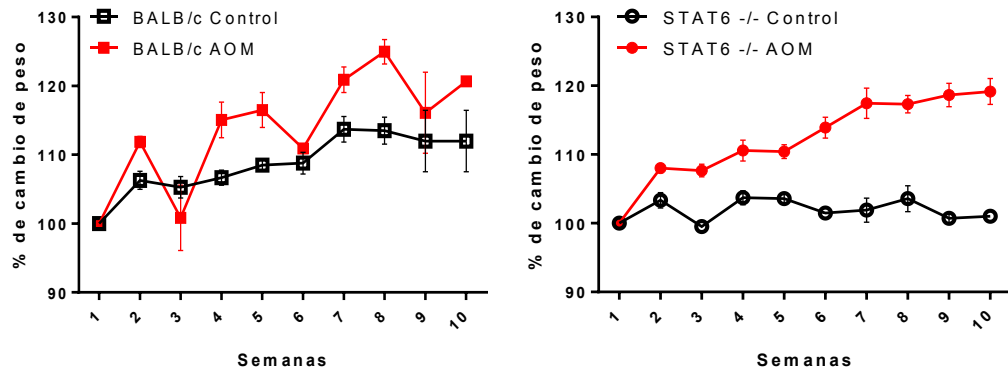 BALB/c Control
BALB/c AOM
% de cambio de peso
130
120
110
100
90
1 2 3 4 5 6 7 8 9 10
Semanas
STAT6 -/- Control
STAT6 -/- AOM
% de cambio de peso
130
120
110
100
90
1 2 3 4 5 6 7 8 9 10
Semanas